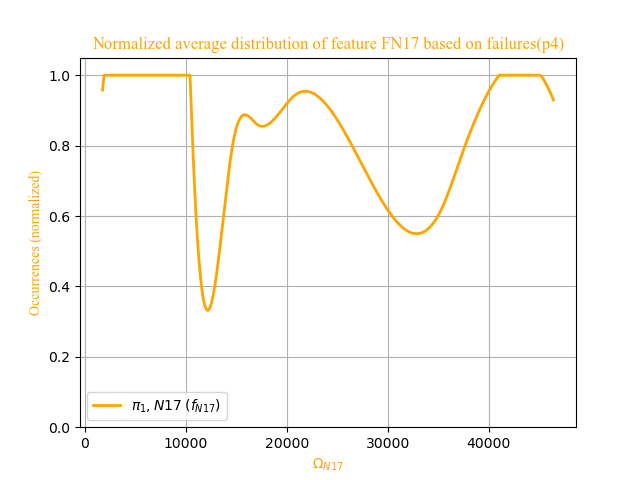 Normalized average distribution of feature FN17 based on failures(p4)
Occurrences (normalized)
1.0
0.8
0.6
0.4
0.2
0.0
π₁, N17 (f_N17)
0 10000 20000 30000 40000
Ω_N17